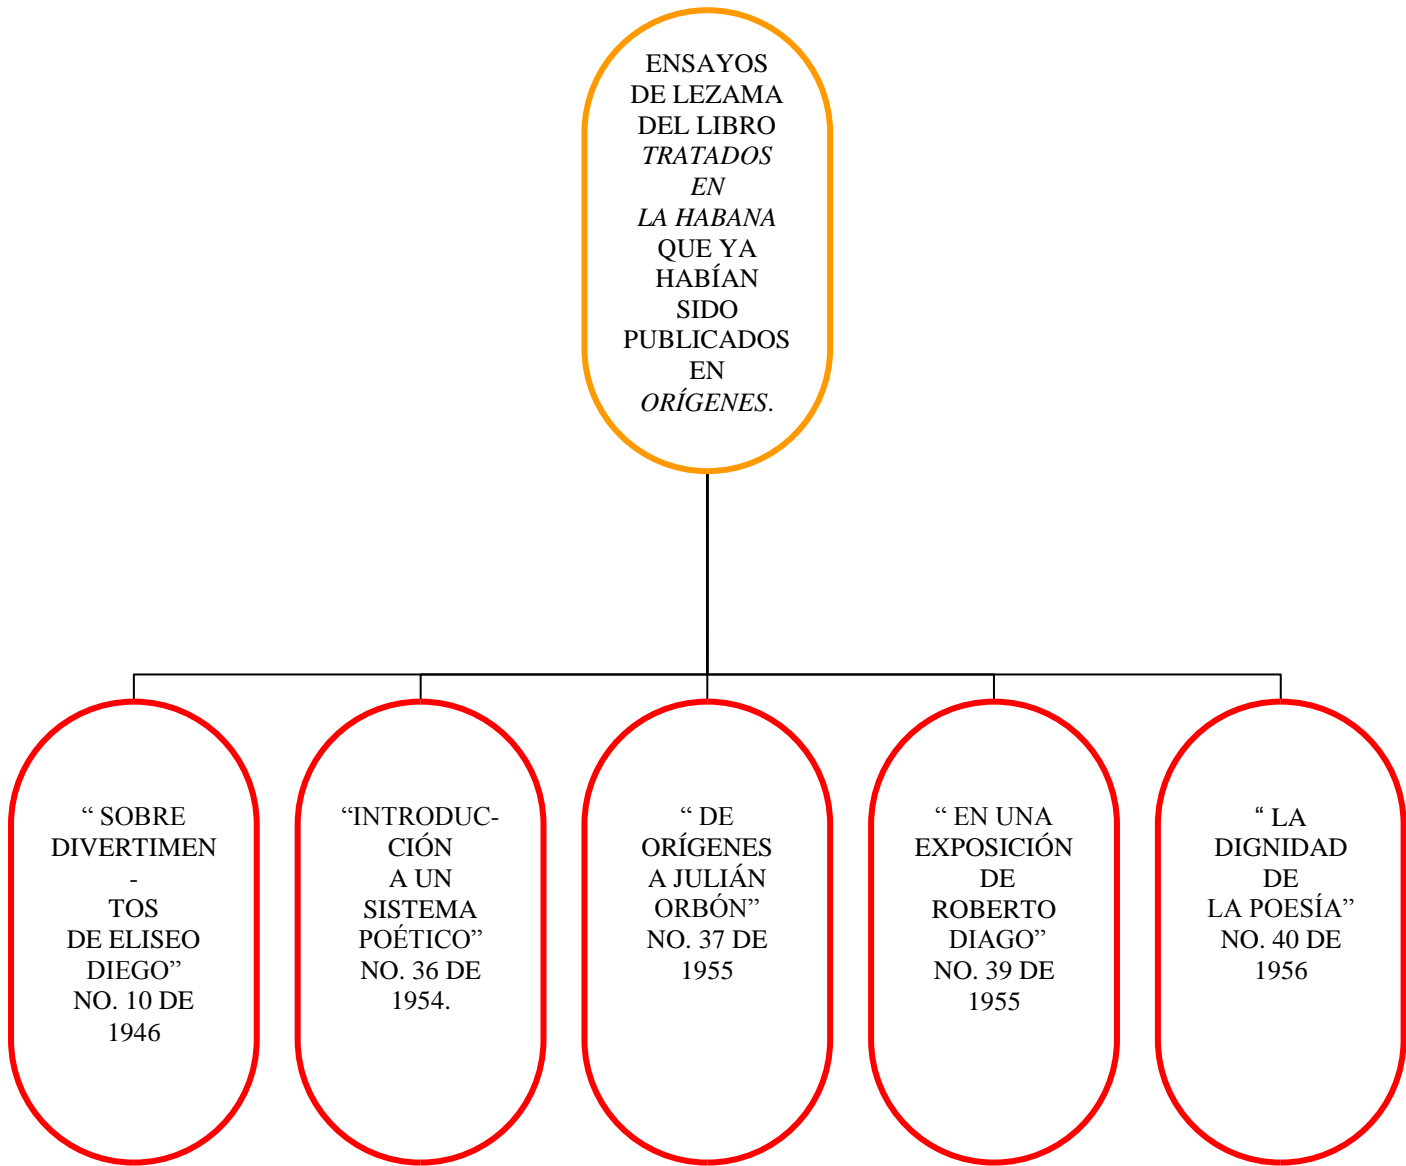 ENSAYOS
DE LEZAMA
DEL LIBRO
TRATADOS
EN
LA HABANA
QUE YA
HABÍAN
SIDO
PUBLICADOS
EN
ORÍGENES.
“ SOBRE
DIVERTIMEN
-
TOS
DE ELISEO
DIEGO”
NO. 10 DE
1946
“INTRODUC-
CIÓN
A UN
SISTEMA
POÉTICO”
NO. 36 DE
1954.
“ DE
ORÍGENES
A JULIÁN
ORBÓN”
NO. 37 DE
1955
“ EN UNA
EXPOSICIÓN
DE
ROBERTO
DIAGO”
NO. 39 DE
1955
“ LA
DIGNIDAD
DE
LA POESÍA”
NO. 40 DE
1956